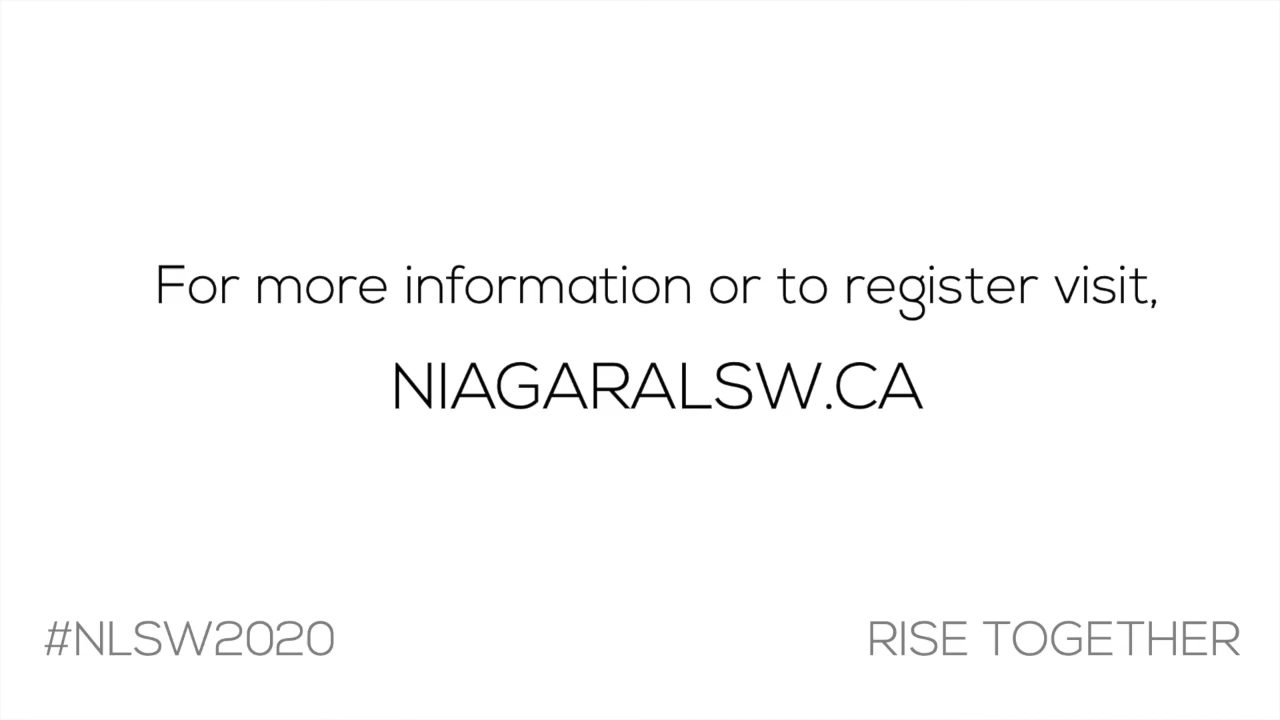 For more information or to register visit,
NIAGARALSW.CA
#NLSW2020
RISE TOGETHER